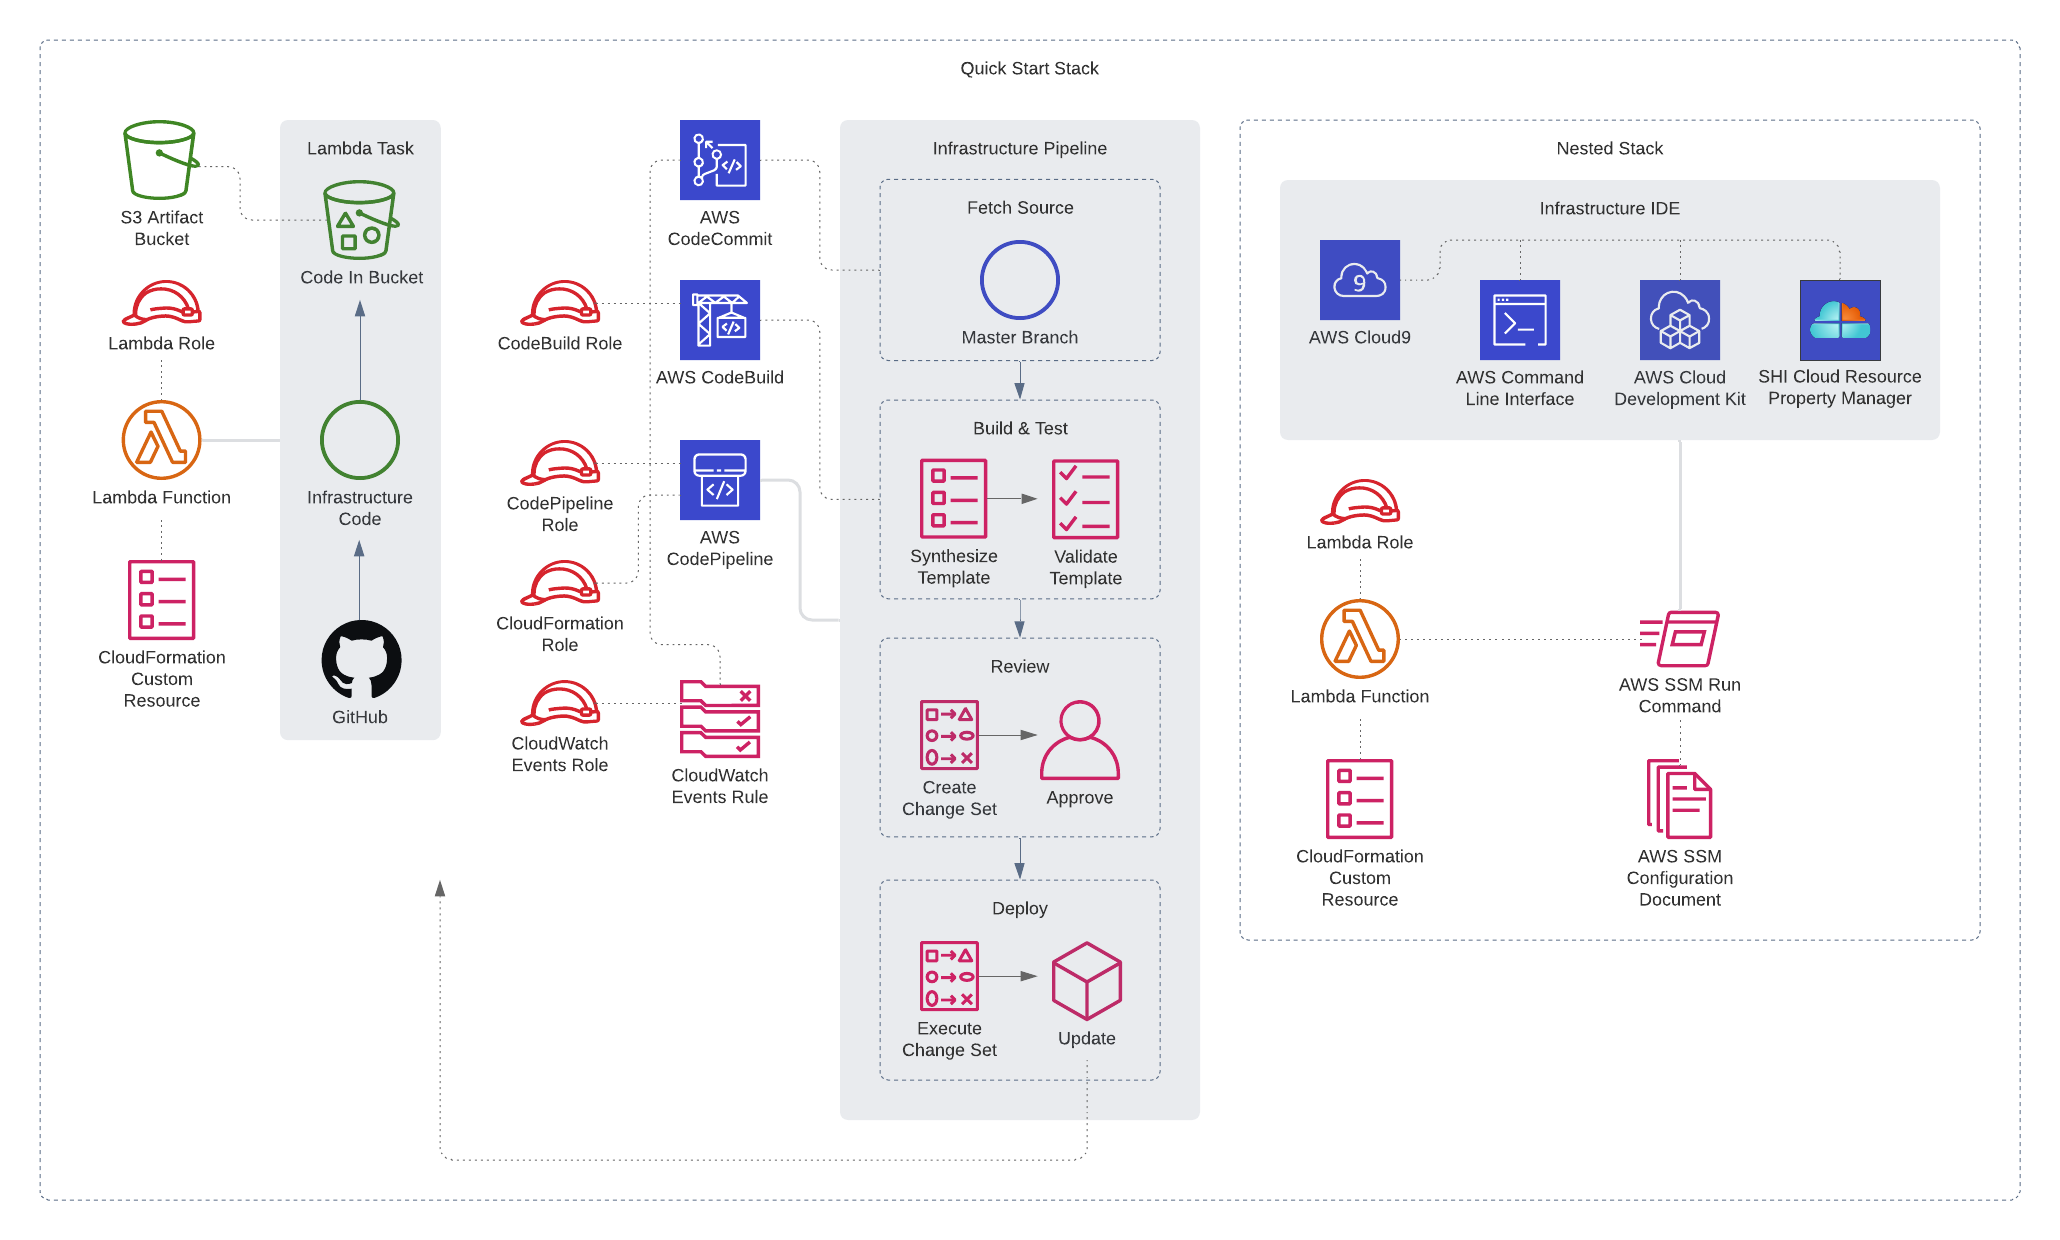 Quick Start Stack
S3 Artifact
Bucket
Lambda Role
Lambda Function
CloudFormation
Custom
Resource
Lambda Task
Code In Bucket
Infrastructure
Code
GitHub
CodeBuild Role
CodePipeline
Role
CloudFormation
Role
CloudWatch
Events Role
AWS
CodeCommit
AWS CodeBuild
AWS
CodePipeline
CloudWatch
Events Rule
Infrastructure Pipeline
Fetch Source
Master Branch
Build & Test
Synthesize
Template
Validate
Template
Review
Create
Change Set
Approve
Deploy
Execute
Change Set
Update
Nested Stack
Infrastructure IDE
9
AWS Cloud9
AWS Command
Line Interface
AWS Cloud
Development Kit
SHI Cloud Resource
Property Manager
Lambda Role
Lambda Function
CloudFormation
Custom
Resource
AWS SSM Run
Command
AWS SSM
Configuration
Document